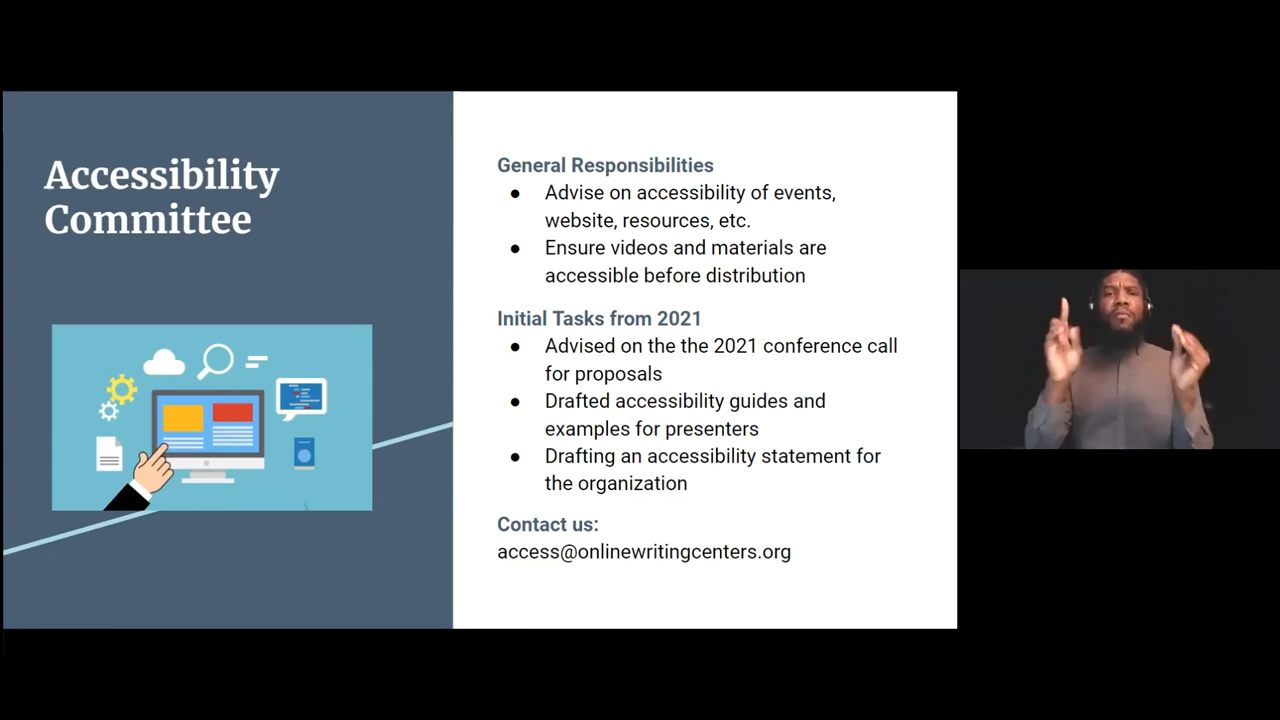 Accessibility
Committee
General Responsibilities
● Advise on accessibility of events,
website, resources, etc.
● Ensure videos and materials are
accessible before distribution
Initial Tasks from 2021
● Advised on the the 2021 conference call
for proposals
● Drafted accessibility guides and
examples for presenters
● Drafting an accessibility statement for
the organization
Contact us:
access@onlinewritingcenters.org